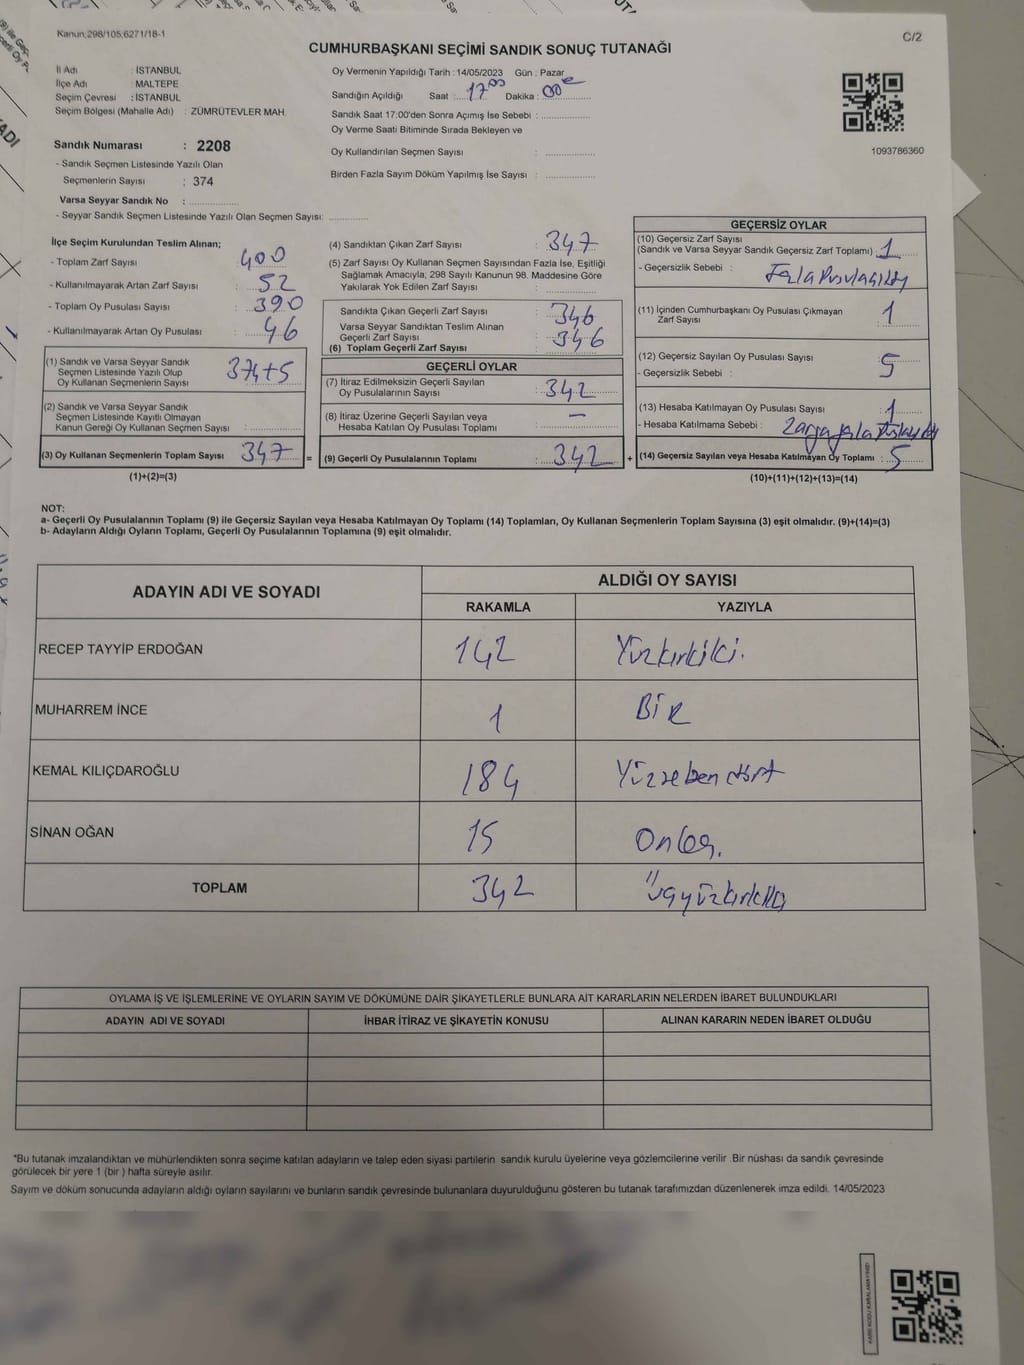 Kanun;298/105;6271/18-1
C/2
CUMHURBAŞKANI SEÇİMİ SANDIK SONUÇ TUTANAĞI
İl Adı : İSTANBUL
İlçe Adı : MALTEPE
Seçim Çevresi : İSTANBUL
Seçim Bölgesi (Mahalle Adı) : ZÜMRÜTEVLER MAH.
Sandık Numarası : 2208
- Sandık Seçmen Listesinde Yazılı Olan
Seçmenlerin Sayısı : 374
Varsa Seyyar Sandık No : ..............
- Seyyar Sandık Seçmen Listesinde Yazılı Olan Seçmen Sayısı: ............
Oy Vermenin Yapıldığı Tarih : 14/05/2023 Gün : Pazar
Sandığın Açıldığı Saat : 17 00 Dakika : 00
Sandık Saat 17:00'den Sonra Açımış İse Sebebi : ..............
Oy Verme Saati Bitiminde Sırada Bekleyen ve
Oy Kullandırılan Seçmen Sayısı : ..............
Birden Fazla Sayım Döküm Yapılmış İse Sayısı : ..............
1093786360
İlçe Seçim Kurulundan Teslim Alınan;
- Toplam Zarf Sayısı : 400
- Kullanılmayarak Artan Zarf Sayısı : 52
- Toplam Oy Pusulası Sayısı : 390
- Kullanılmayarak Artan Oy Pusulası : 46
(1) Sandık ve Varsa Seyyar Sandık
Seçmen Listesinde Yazılı Olup
Oy Kullanan Seçmenlerin Sayısı : 374+5
(2) Sandık ve Varsa Seyyar Sandık
Seçmen Listesinde Kayıtlı Olmayan
Kanun Gereği Oy Kullanan Seçmen Sayısı : ..............
(3) Oy Kullanan Seçmenlerin Toplam Sayısı 347
(1)+(2)=(3)
(4) Sandıktan Çıkan Zarf Sayısı : 347
(5) Zarf Sayısı Oy Kullanan Seçmen Sayısından Fazla İse, Eşitliği
Sağlamak Amacıyla; 298 Sayılı Kanunun 98. Maddesine Göre
Yakılarak Yok Edilen Zarf Sayısı : ..............
Sandıkta Çıkan Geçerli Zarf Sayısı : 346
Varsa Seyyar Sandıktan Teslim Alınan
Geçerli Zarf Sayısı :
(6) Toplam Geçerli Zarf Sayısı : 346
GEÇERLİ OYLAR
(7) İtiraz Edilmeksizin Geçerli Sayılan
Oy Pusulalarının Sayısı : 342
(8) İtiraz Üzerine Geçerli Sayılan veya
Hesaba Katılan Oy Pusulası Toplamı : —
= (9) Geçerli Oy Pusulalarının Toplamı : 342 +
GEÇERSİZ OYLAR
(10) Geçersiz Zarf Sayısı
(Sandık ve Varsa Seyyar Sandık Geçersiz Zarf Toplamı) : 1
- Geçersizlik Sebebi :
(11) İçinden Cumhurbaşkanı Oy Pusulası Çıkmayan
Zarf Sayısı : 1
(12) Geçersiz Sayılan Oy Pusulası Sayısı : 5
- Geçersizlik Sebebi :
(13) Hesaba Katılmayan Oy Pusulası Sayısı : 1
- Hesaba Katılmama Sebebi :
(14) Geçersiz Sayılan veya Hesaba Katılmayan Oy Toplamı : 5
(10)+(11)+(12)+(13)=(14)
NOT:
a- Geçerli Oy Pusulalarının Toplamı (9) ile Geçersiz Sayılan veya Hesaba Katılmayan Oy Toplamı (14) Toplamları, Oy Kullanan Seçmenlerin Toplam Sayısına (3) eşit olmalıdır. (9)+(14)=(3)
b- Adayların Aldığı Oyların Toplamı, Geçerli Oy Pusulalarının Toplamına (9) eşit olmalıdır.
ADAYIN ADI VE SOYADI ALDIĞI OY SAYISI
RAKAMLA YAZIYLA
RECEP TAYYİP ERDOĞAN 142 Yüzkırkiki.
MUHARREM İNCE 1 BİR
KEMAL KILIÇDAROĞLU 184
SİNAN OĞAN 15 Onbeş.
TOPLAM 342 Üçyüzkırkiki
OYLAMA İŞ VE İŞLEMLERİNE VE OYLARIN SAYIM VE DÖKÜMÜNE DAİR ŞİKAYETLERLE BUNLARA AİT KARARLARIN NELERDEN İBARET BULUNDUKLARI
ADAYIN ADI VE SOYADI İHBAR İTİRAZ VE ŞİKAYETİN KONUSU ALINAN KARARIN NEDEN İBARET OLDUĞU
*Bu tutanak imzalandıktan ve mühürlendikten sonra seçime katılan adayların ve talep eden siyasi partilerin sandık kurulu üyelerine veya gözlemcilerine verilir .Bir nüshası da sandık çevresinde
görülecek bir yere 1 (bir ) hafta süreyle asılır.
Sayım ve döküm sonucunda adayların aldığı oyların sayılarını ve bunların sandık çevresinde bulunanlara duyurulduğunu gösteren bu tutanak tarafımızdan düzenlenerek imza edildi. 14/05/2023